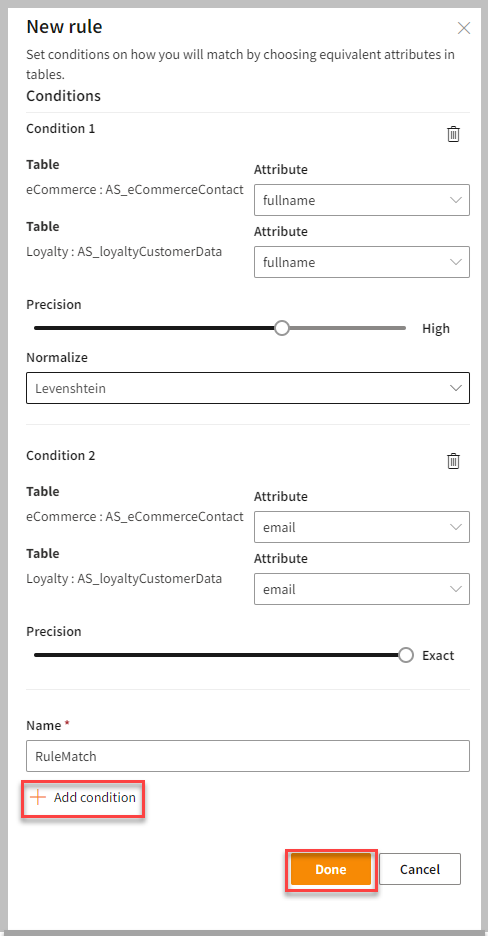 New rule
Set conditions on how you will match by choosing equivalent attributes in
tables.
Conditions
Condition 1
Table
eCommerce : AS_eCommerceContact
Attribute
fullname
Table
Loyalty : AS_loyaltyCustomerData
Attribute
fullname
Precision
High
Normalize
Levenshtein
Condition 2
Table
eCommerce : AS_eCommerceContact
Attribute
email
Table
Loyalty : AS_loyaltyCustomerData
Attribute
email
Precision
Exact
Name *
RuleMatch
Add condition
Done
Cancel